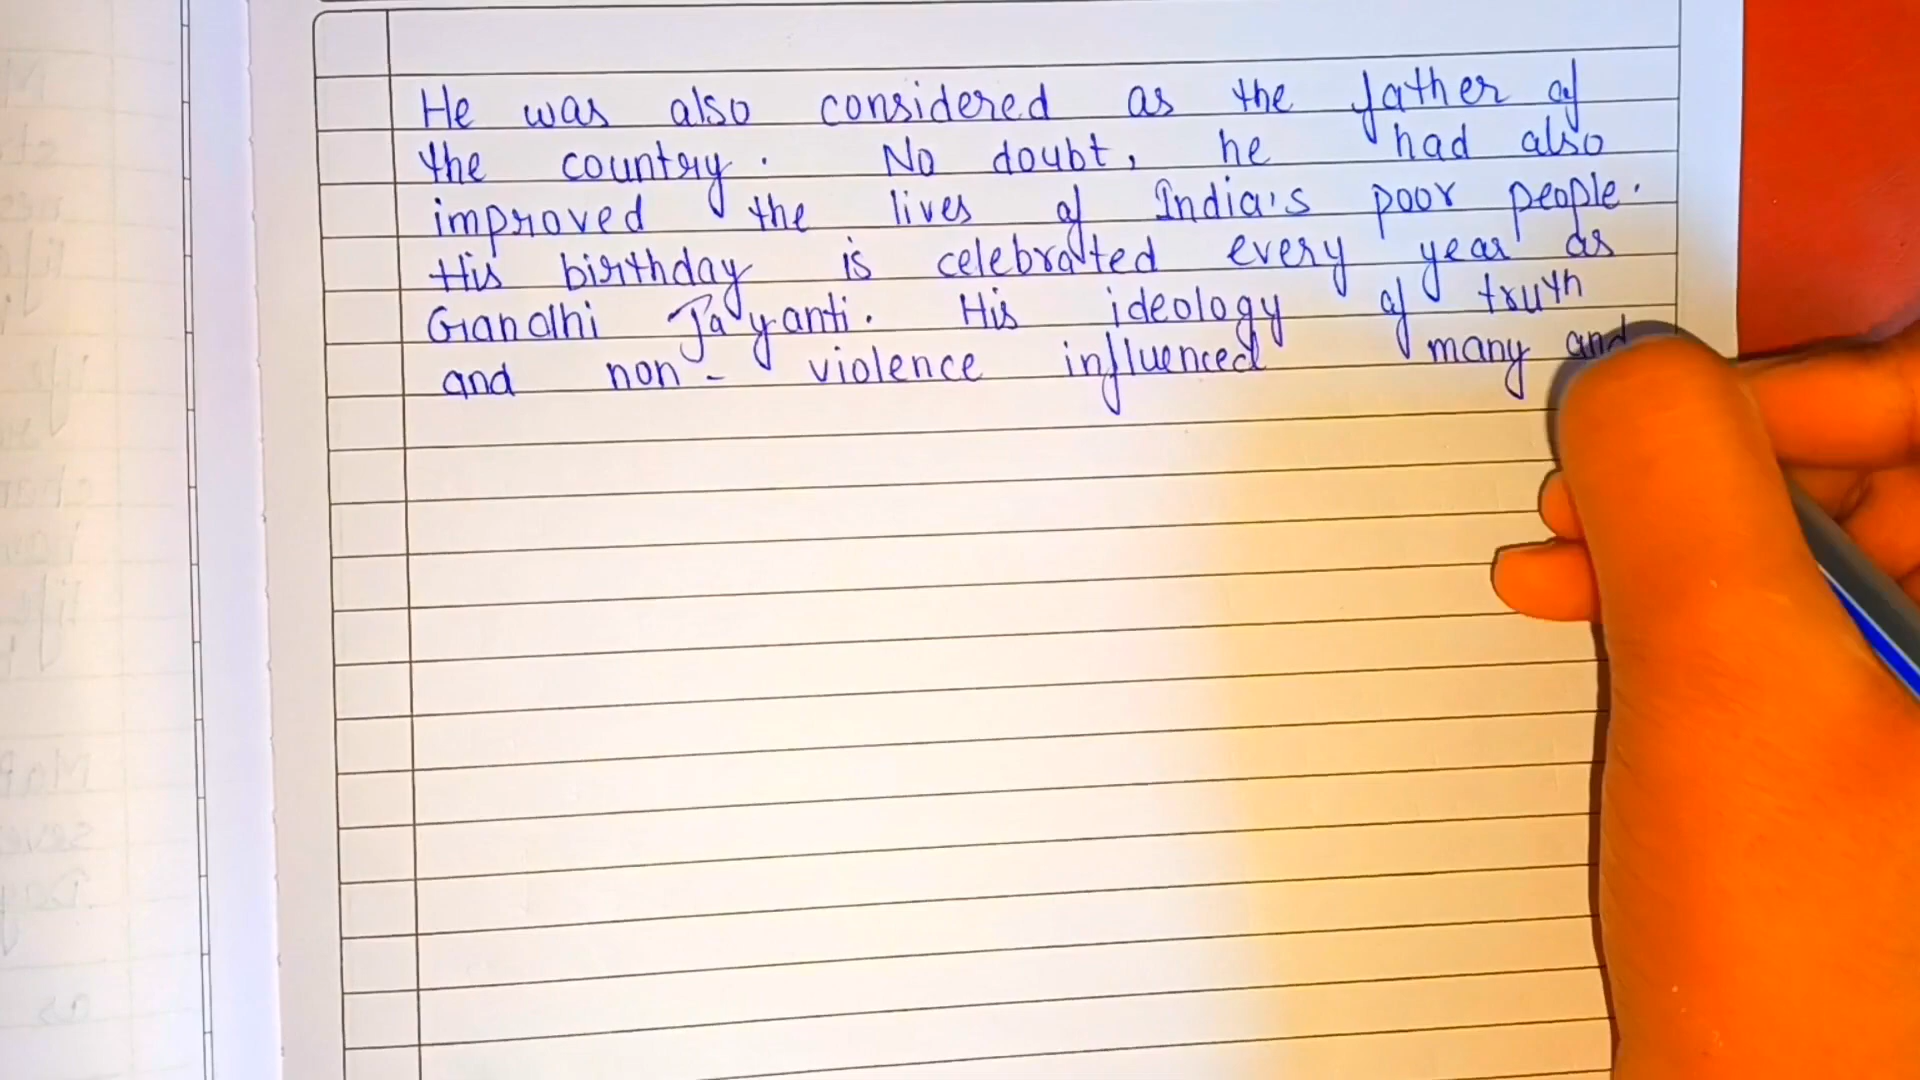 He was also considered as the father of
the country. No doubt, he had also
improved the lives of India's poor people.
His birthday is celebrated every year as
Gandhi Jayanti. His ideology of truth
and non- violence influenced many and